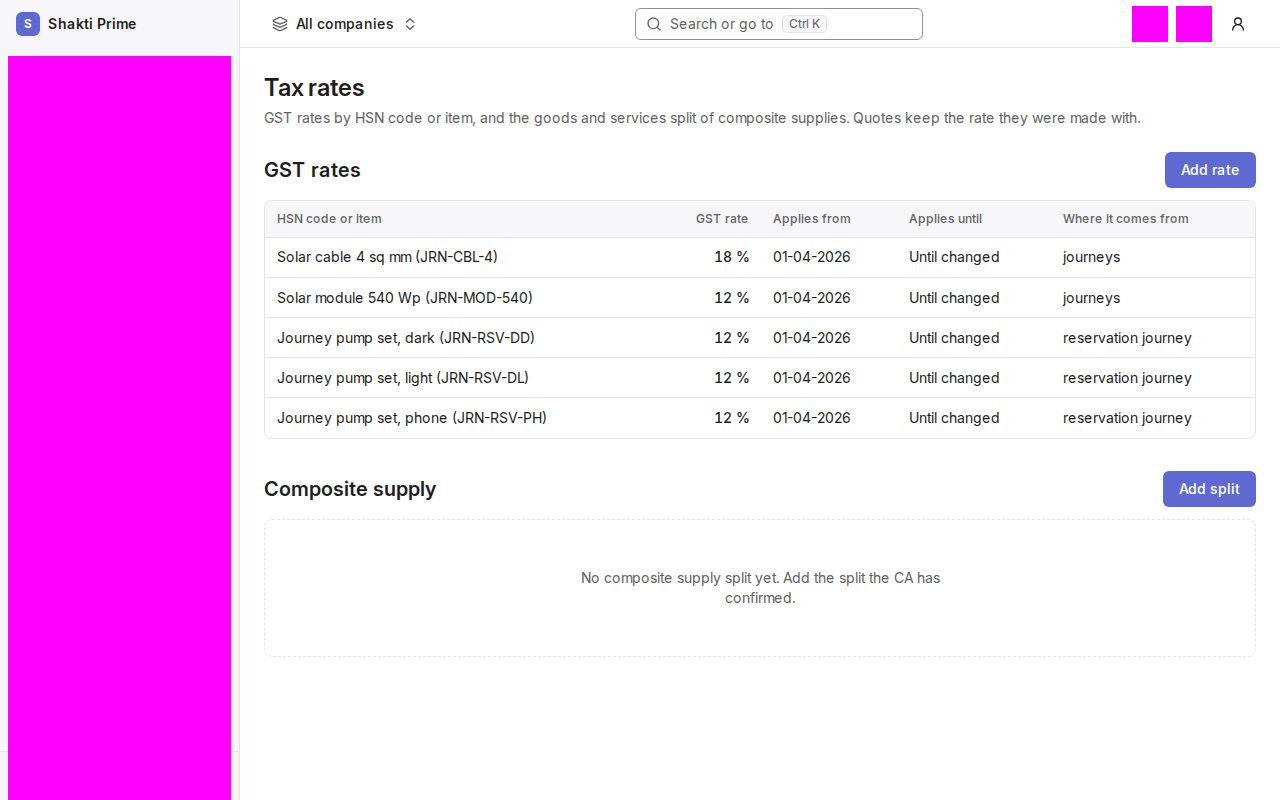 S Shakti Prime
All companies
Search or go to Ctrl K
Tax rates
GST rates by HSN code or item, and the goods and services split of composite supplies. Quotes keep the rate they were made with.
GST rates
Add rate
HSN code or item GST rate Applies from Applies until Where it comes from
Solar cable 4 sq mm (JRN-CBL-4) 18 % 01-04-2026 Until changed journeys
Solar module 540 Wp (JRN-MOD-540) 12 % 01-04-2026 Until changed journeys
Journey pump set, dark (JRN-RSV-DD) 12 % 01-04-2026 Until changed reservation journey
Journey pump set, light (JRN-RSV-DL) 12 % 01-04-2026 Until changed reservation journey
Journey pump set, phone (JRN-RSV-PH) 12 % 01-04-2026 Until changed reservation journey
Composite supply
Add split
No composite supply split yet. Add the split the CA has
confirmed.